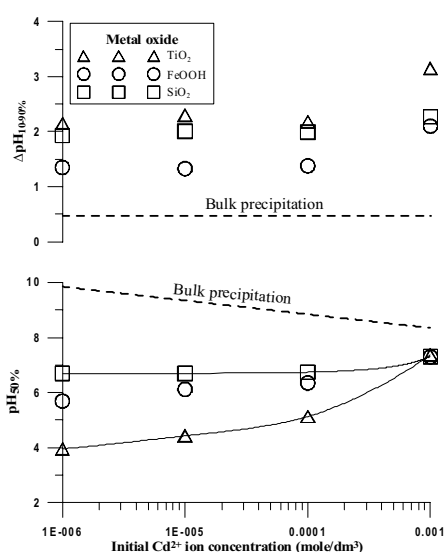 4
3
2
1
0
ΔpH10-90%
Metal oxide
TiO2
FeOOH
SiO2
Bulk precipitation
10
8
6
4
2
pH50%
Bulk precipitation
1E-006 1E-005 0.0001 0.001
Initial Cd²⁺ ion concentration (mole/dm³)